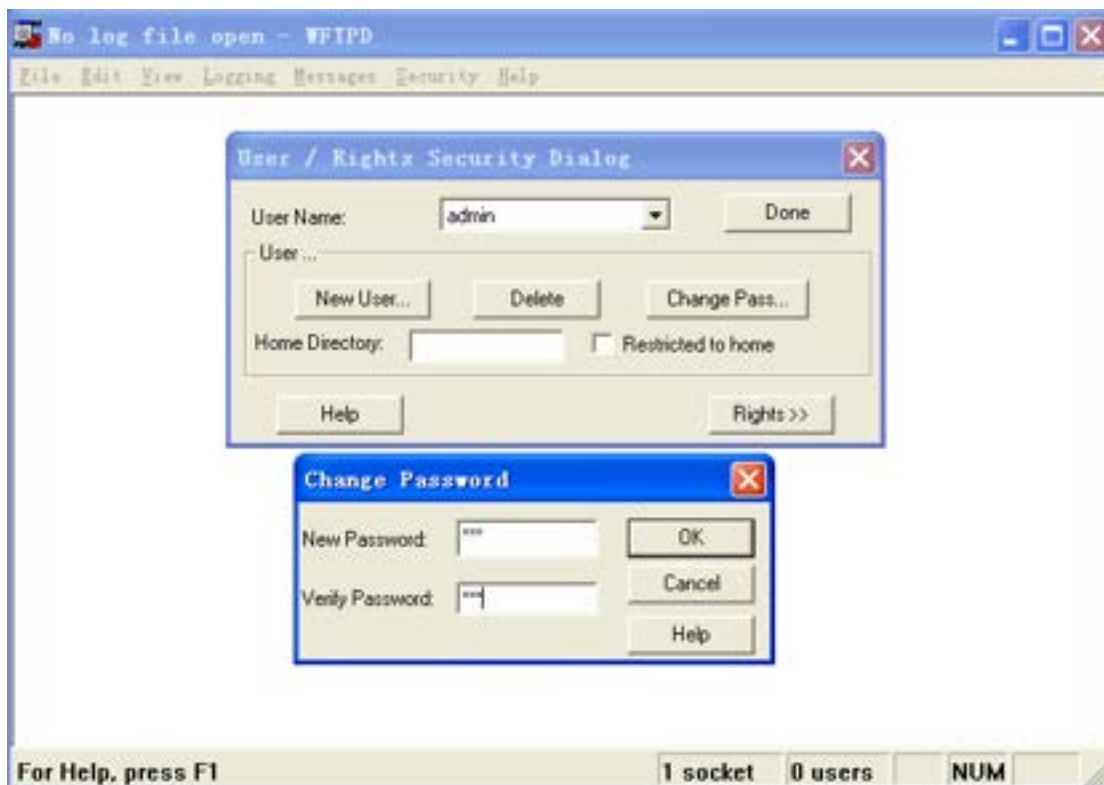 No log file open - WFTPD
File Edit View Logging Messages Security Help
User / Rights Security Dialog
User Name: admin Done
User ...
New User... Delete Change Pass...
Home Directory: Restricted to home
Help Rights >>
Change Password
New Password: *** OK
Cancel
Verify Password: ***
Help
For Help, press F1 1 socket 0 users NUM